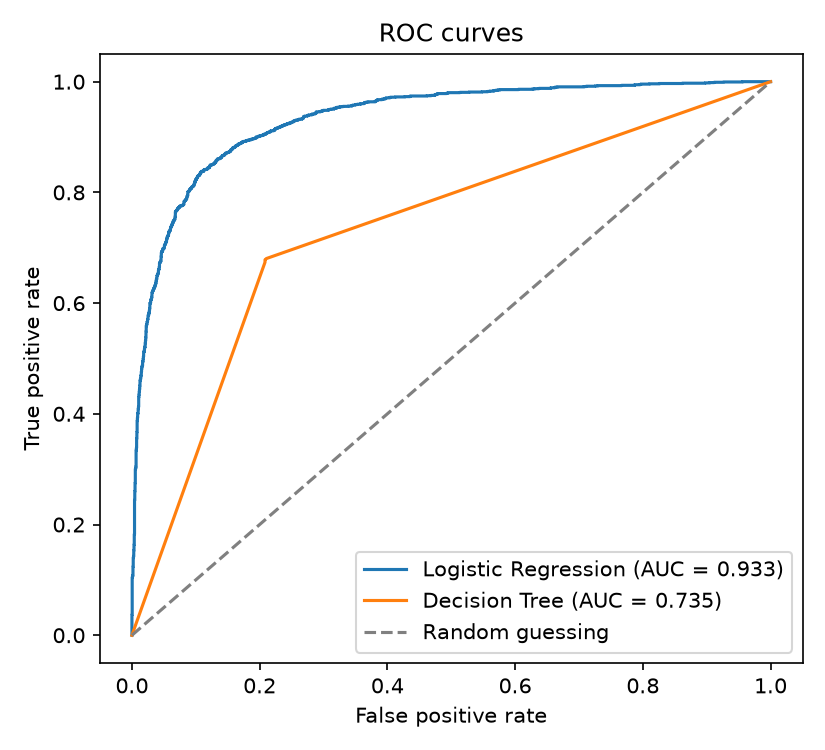 ROC curves
True positive rate
1.0
0.8
0.6
0.4
0.2
0.0
Logistic Regression (AUC = 0.933)
Decision Tree (AUC = 0.735)
Random guessing
0.0 0.2 0.4 0.6 0.8 1.0
False positive rate